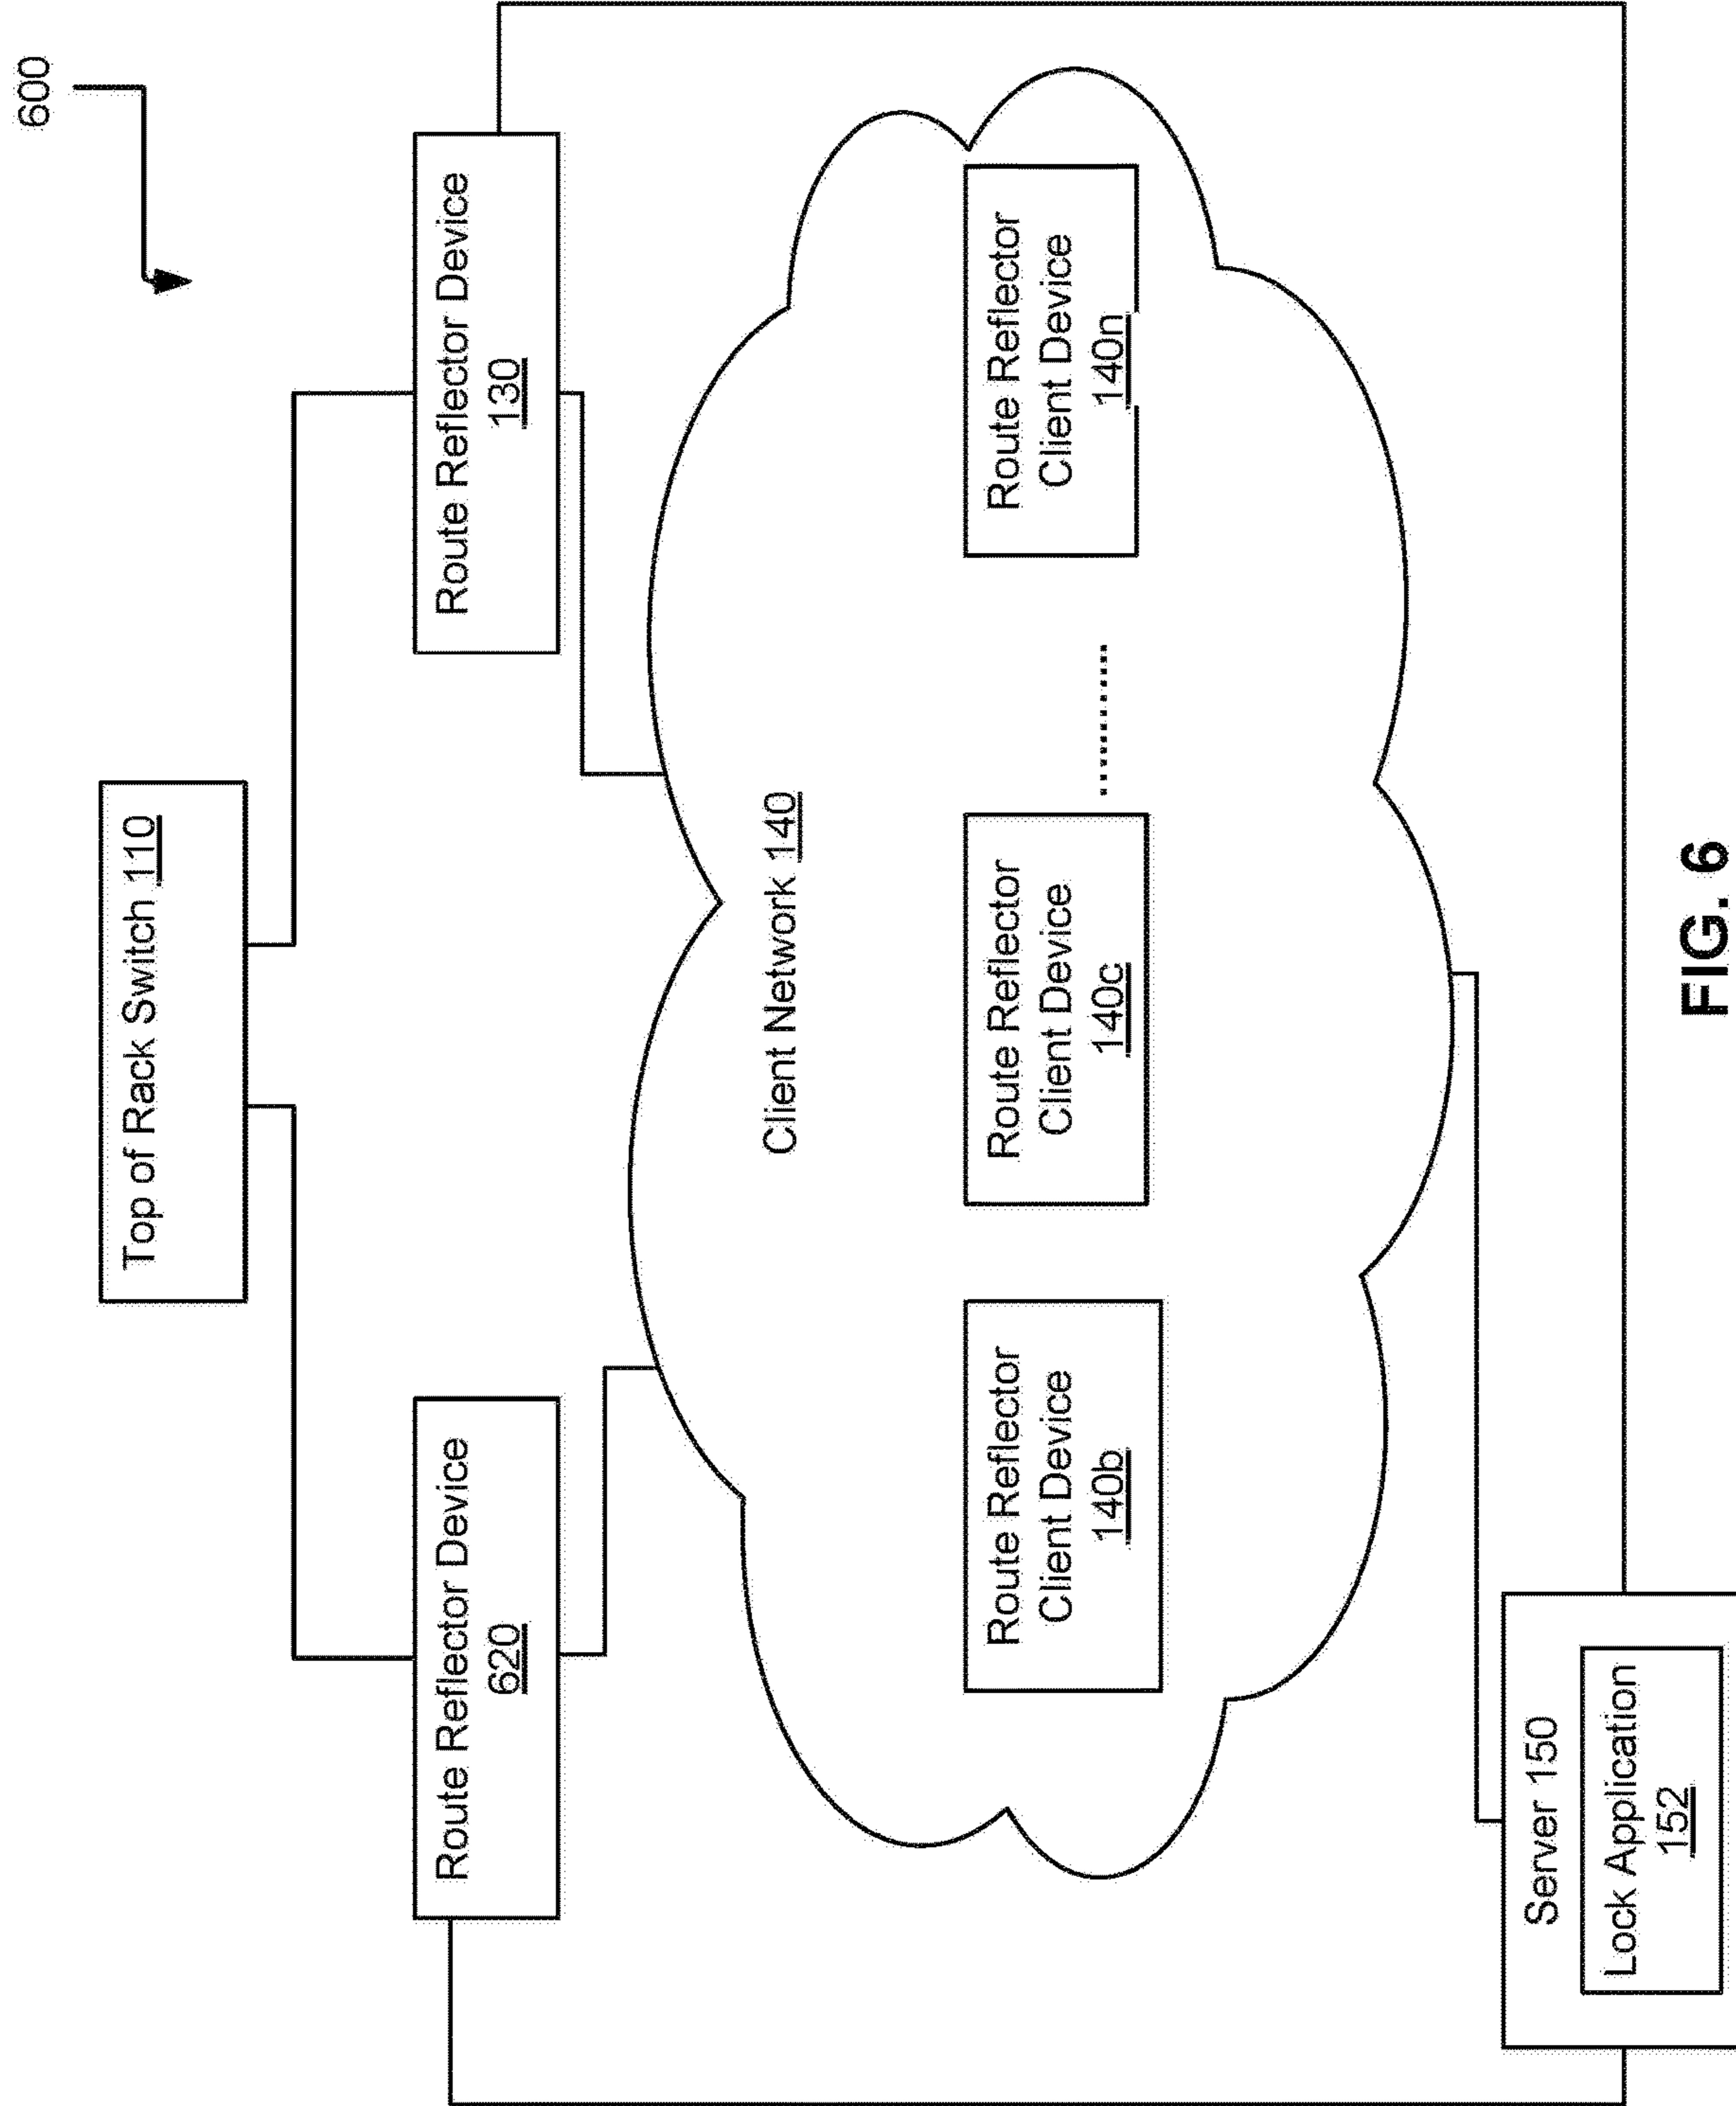 600
Top of Rack Switch 110
Route Reflector Device
620
Route Reflector Device
130
Client Network 140
Route Reflector
Client Device
140b
Route Reflector
Client Device
140c
Route Reflector
Client Device
140n
Server 150
Lock Application
152
FIG. 6